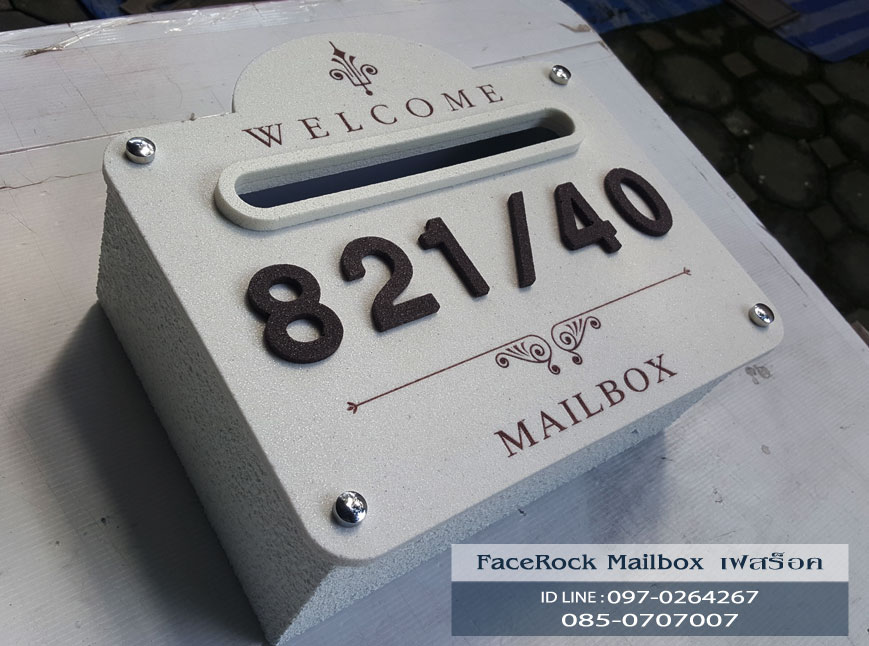 WELCOME
821/40
MAILBOX
FaceRock Mailbox เฟสร็อค
ID LINE : 097-0264267
085-0707007